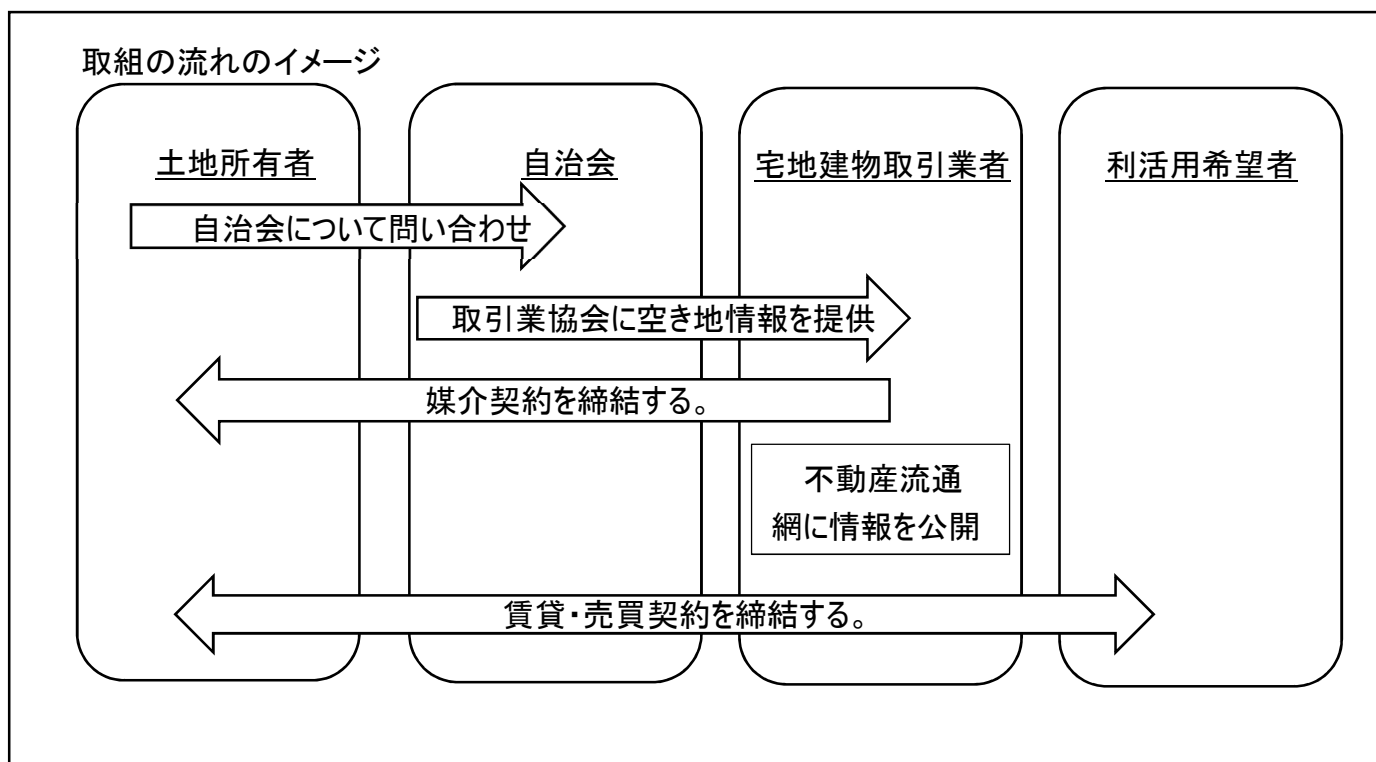 取組の流れのイメージ
土地所有者
自治会
宅地建物取引業者
利活用希望者
自治会について問い合わせ
取引業協会に空き地情報を提供
媒介契約を締結する。
不動産流通
網に情報を公開
賃貸・売買契約を締結する。